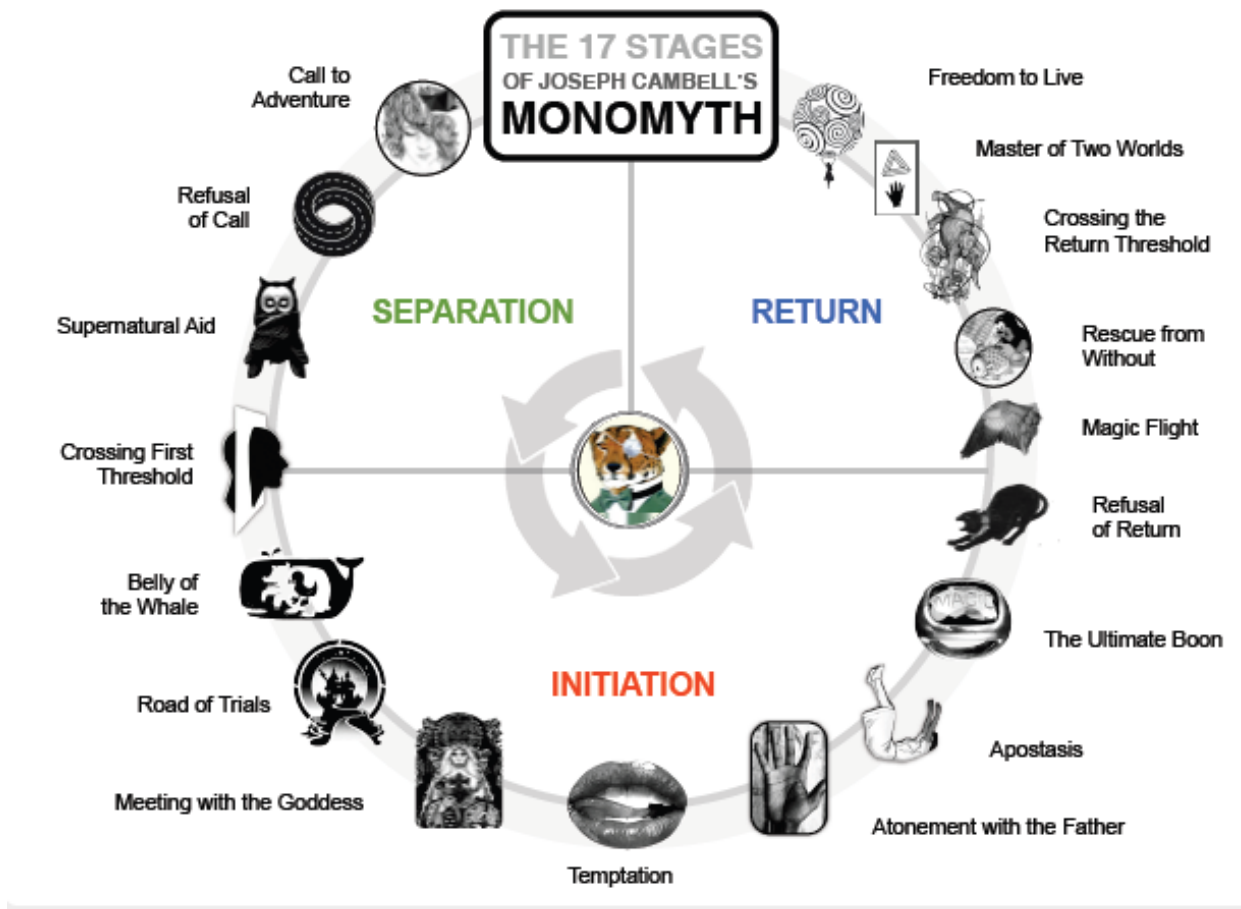 THE 17 STAGES
OF JOSEPH CAMBELL'S
MONOMYTH
Call to
Adventure
Refusal
of Call
Supernatural Aid
Crossing First
Threshold
Belly of
the Whale
Road of Trials
Meeting with the Goddess
Temptation
Atonement with the Father
Apostasis
The Ultimate Boon
Refusal
of Return
Magic Flight
Rescue from
Without
Crossing the
Return Threshold
Master of Two Worlds
Freedom to Live
SEPARATION
RETURN
INITIATION
MAGIC